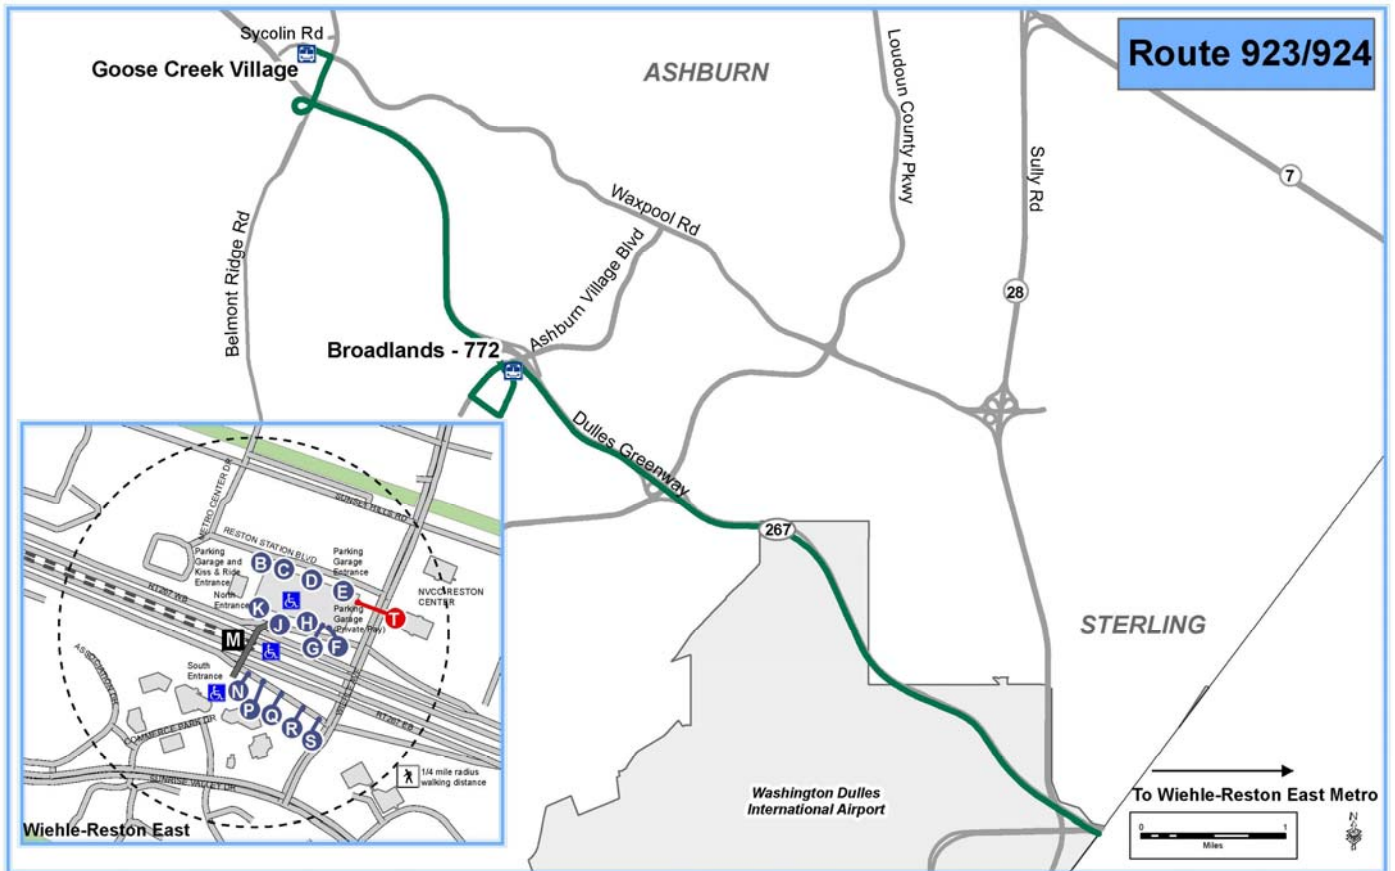 Route 923/924
Sycolin Rd
Goose Creek Village
ASHBURN
Loudoun County Pkwy
Sully Rd
7
Waxpool Rd
Belmont Ridge Rd
Ashburn Village Blvd
28
Broadlands - 772
Dulles Greenway
267
STERLING
Washington Dulles
International Airport
To Wiehle-Reston East Metro
0
1
Miles
N
METRO CENTER DR
SUNSET HILLS RD
RESTON STATION BLVD
Parking
Garage and
Kiss & Ride
Entrance
Parking
Garage
Entrance
B
C
D
E
NVCC-RESTON
CENTER
RT267 WB
North
Entrance
K
J
H
G
F
Parking
Garage
(Private Pay)
T
M
South
Entrance
N
P
Q
R
S
ASSOCIATION DR
COMMERCE PARK DR
RT267 EB
SUNRISE VALLEY DR
1/4 mile radius
walking distance
Wiehle-Reston East